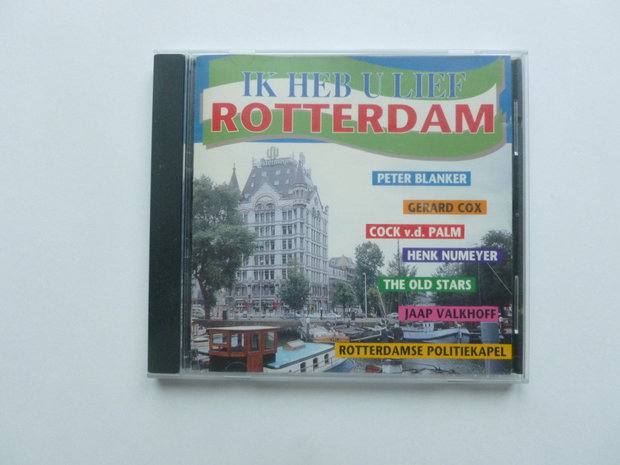 IK HEB U LIEF
ROTTERDAM
PETER BLANKER
GERARD COX
COCK v.d. PALM
HENK NUMEYER
THE OLD STARS
JAAP VALKHOFF
ROTTERDAMSE POLITIEKAPEL